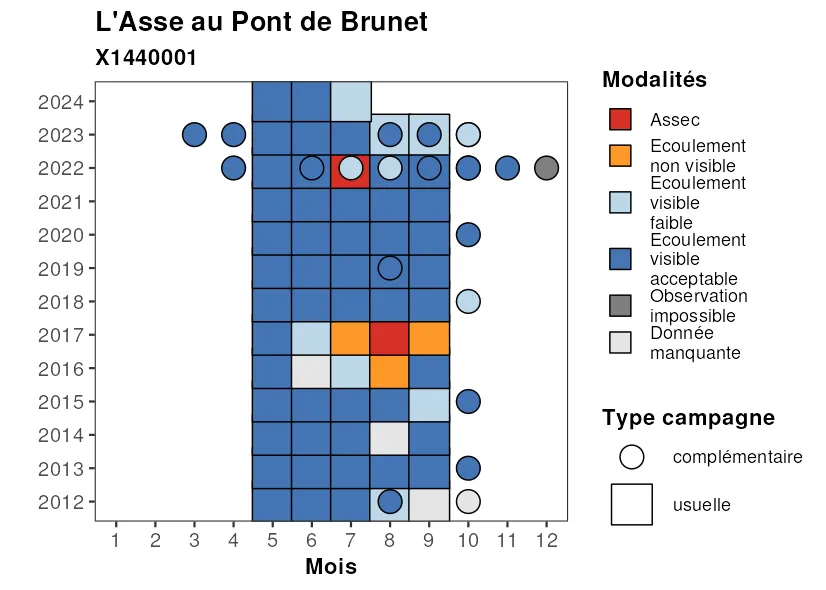 L'Asse au Pont de Brunet
X1440001
2024
2023
2022
2021
2020
2019
2018
2017
2016
2015
2014
2013
2012
1 2 3 4 5 6 7 8 9 10 11 12
Mois
Modalités
Assec
Ecoulement
non visible
Ecoulement
visible
faible
Ecoulement
visible
acceptable
Observation
impossible
Donnée
manquante
Type campagne
complémentaire
usuelle